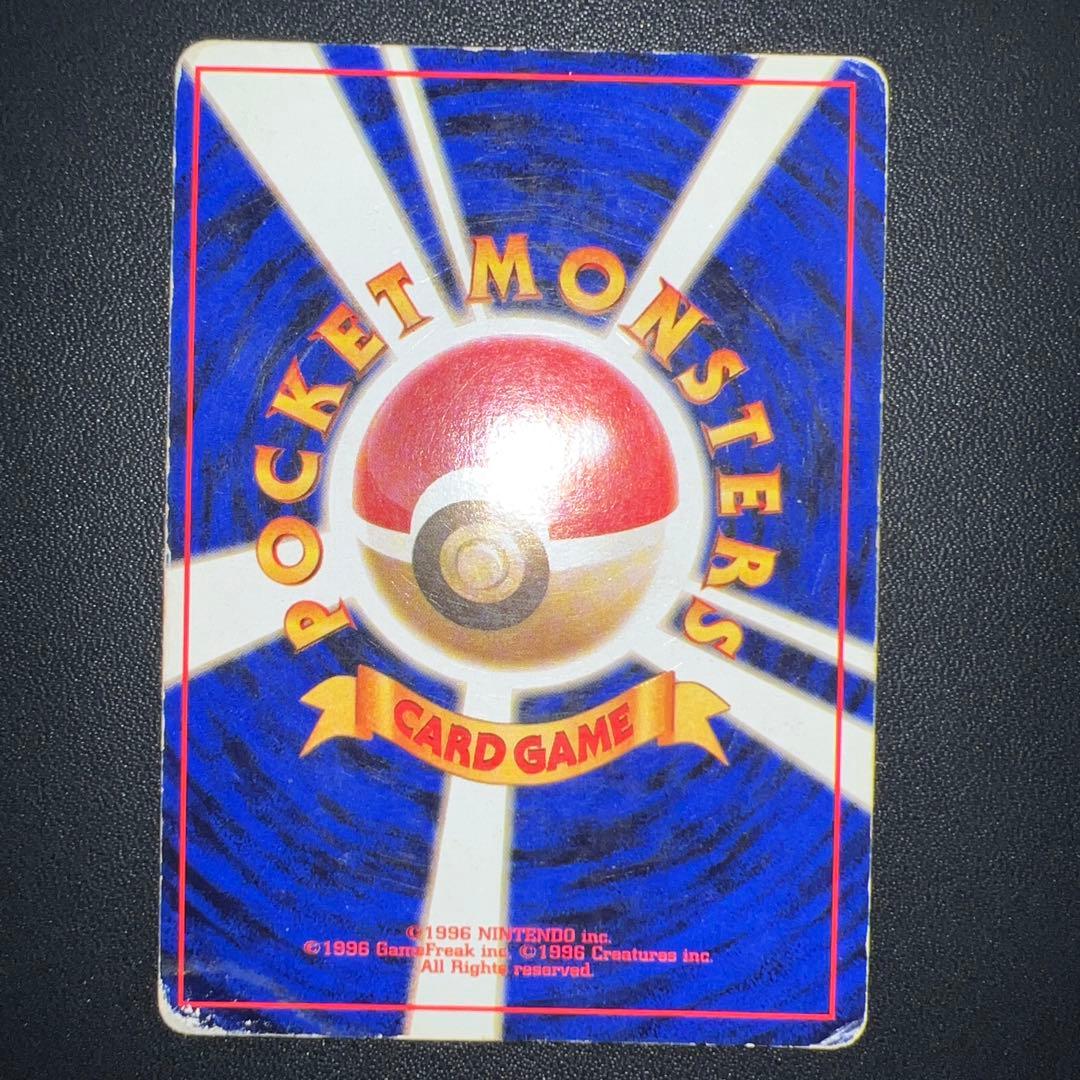 POCKET MONSTERS
CARD GAME
©1996 NINTENDO inc.
©1996 GameFreak inc. ©1996 Creatures inc.
All Rights reserved.